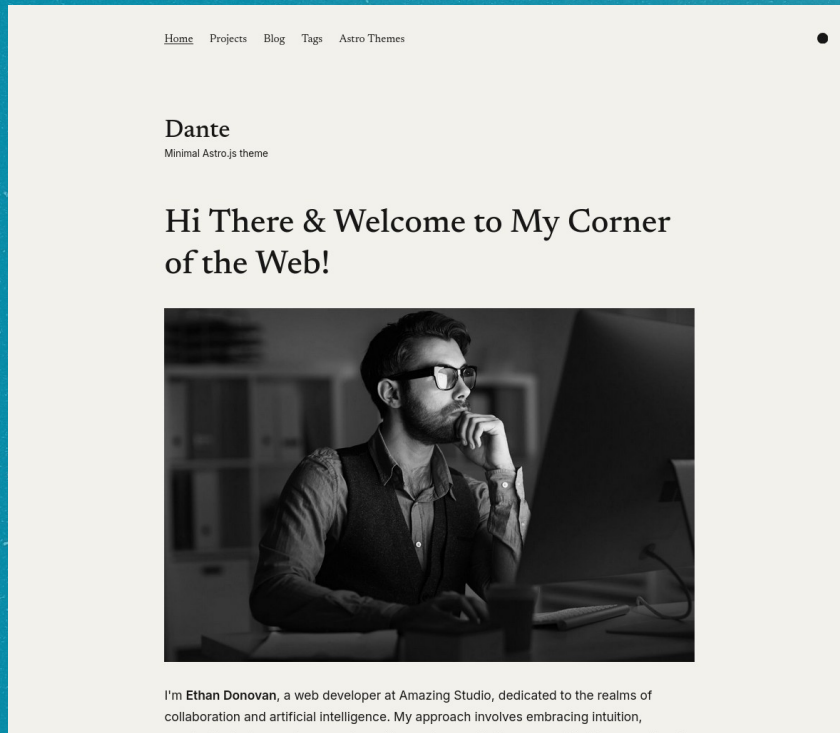 Home Projects Blog Tags Astro Themes
Dante
Minimal Astro.js theme
Hi There & Welcome to My Corner
of the Web!
I'm Ethan Donovan, a web developer at Amazing Studio, dedicated to the realms of
collaboration and artificial intelligence. My approach involves embracing intuition,